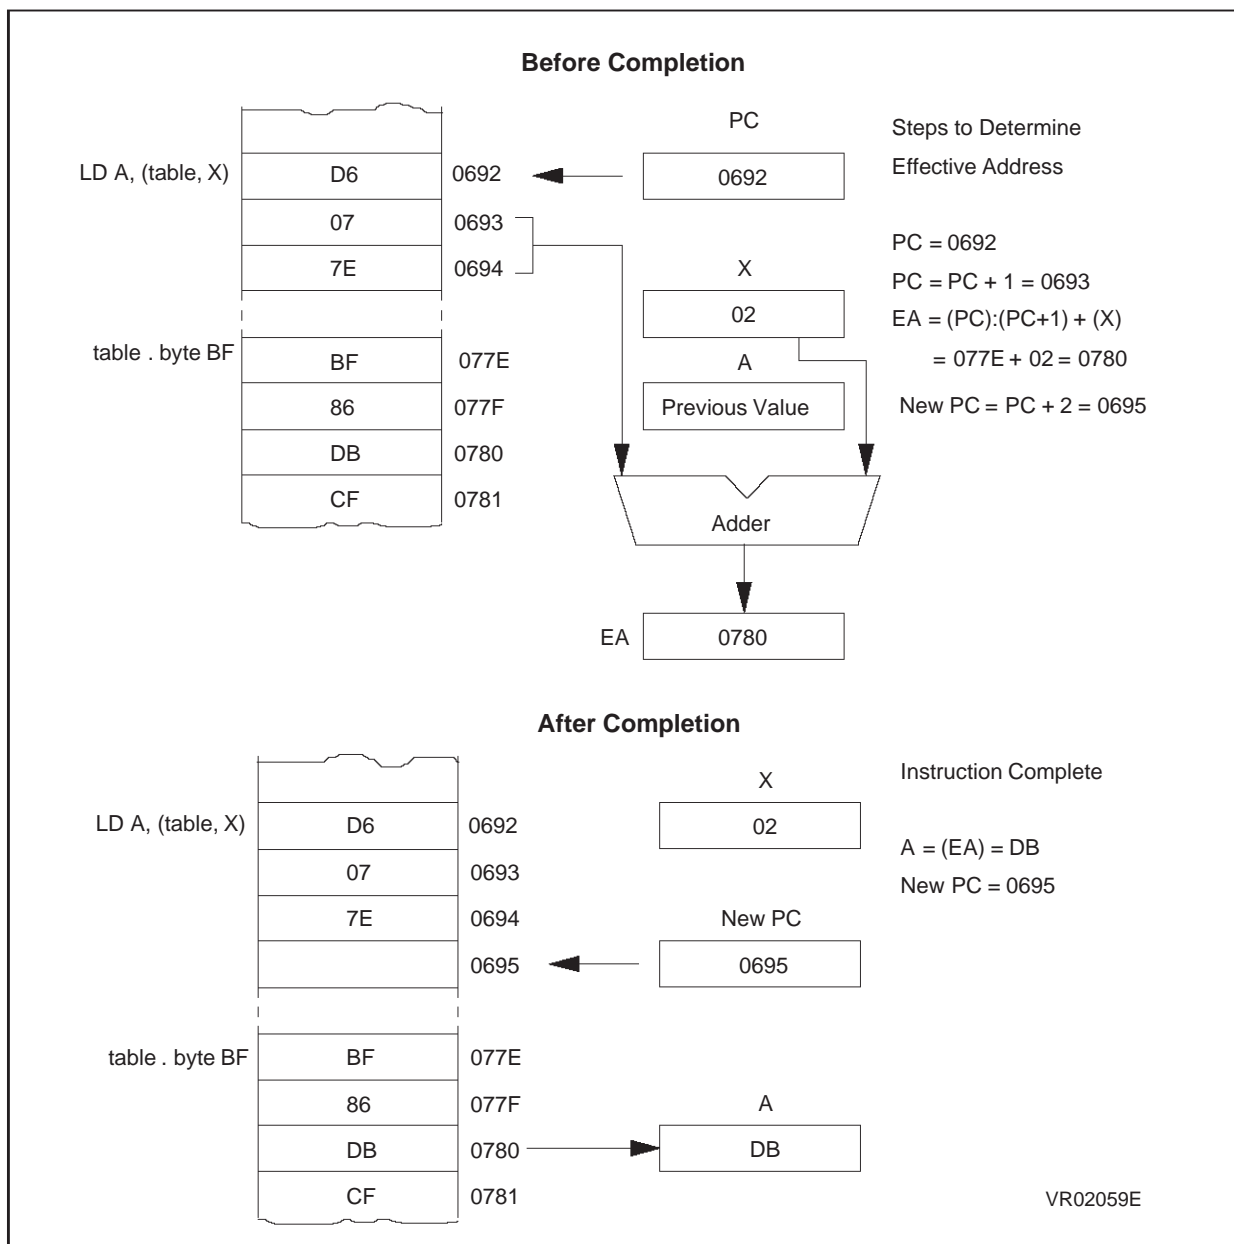 Before Completion
PC
Steps to Determine
Effective Address
LD A, (table, X)
D6
0692
0692
07
0693
7E
0694
X
02
PC = 0692
PC = PC + 1 = 0693
EA = (PC):(PC+1) + (X)
= 077E + 02 = 0780
New PC = PC + 2 = 0695
table . byte BF
BF
077E
A
Previous Value
86
077F
DB
0780
CF
0781
Adder
EA
0780
After Completion
Instruction Complete
X
02
LD A, (table, X)
D6
0692
A = (EA) = DB
New PC = 0695
07
0693
7E
0694
New PC
0695
0695
table . byte BF
BF
077E
86
077F
A
DB
0780
DB
CF
0781
VR02059E